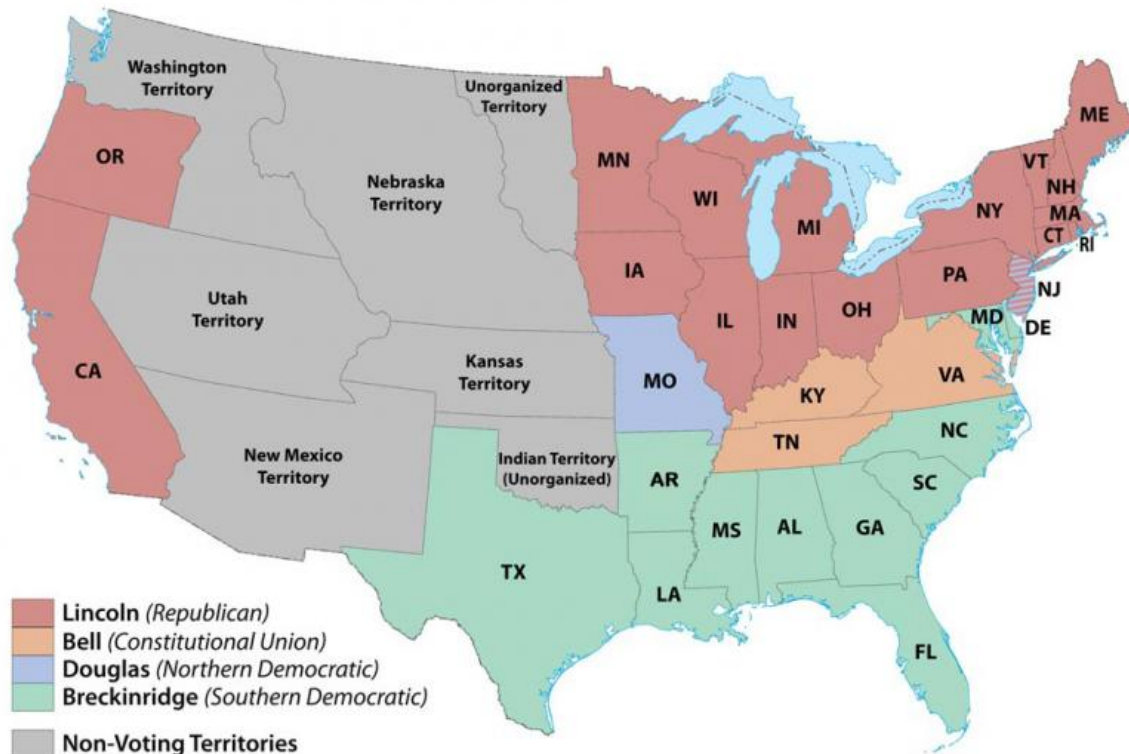 Washington
Territory
Unorganized
Territory
ME
OR
MN
VT
Nebraska
Territory
NH
WI
NY
MA
MI
CT
RI
IA
PA
Utah
Territory
NJ
OH
IL
IN
MD
DE
Kansas
Territory
CA
MO
VA
KY
NC
TN
New Mexico
Territory
Indian Territory
(Unorganized)
AR
SC
MS
AL
GA
TX
LA
FL
Lincoln (Republican)
Bell (Constitutional Union)
Douglas (Northern Democratic)
Breckinridge (Southern Democratic)
Non-Voting Territories